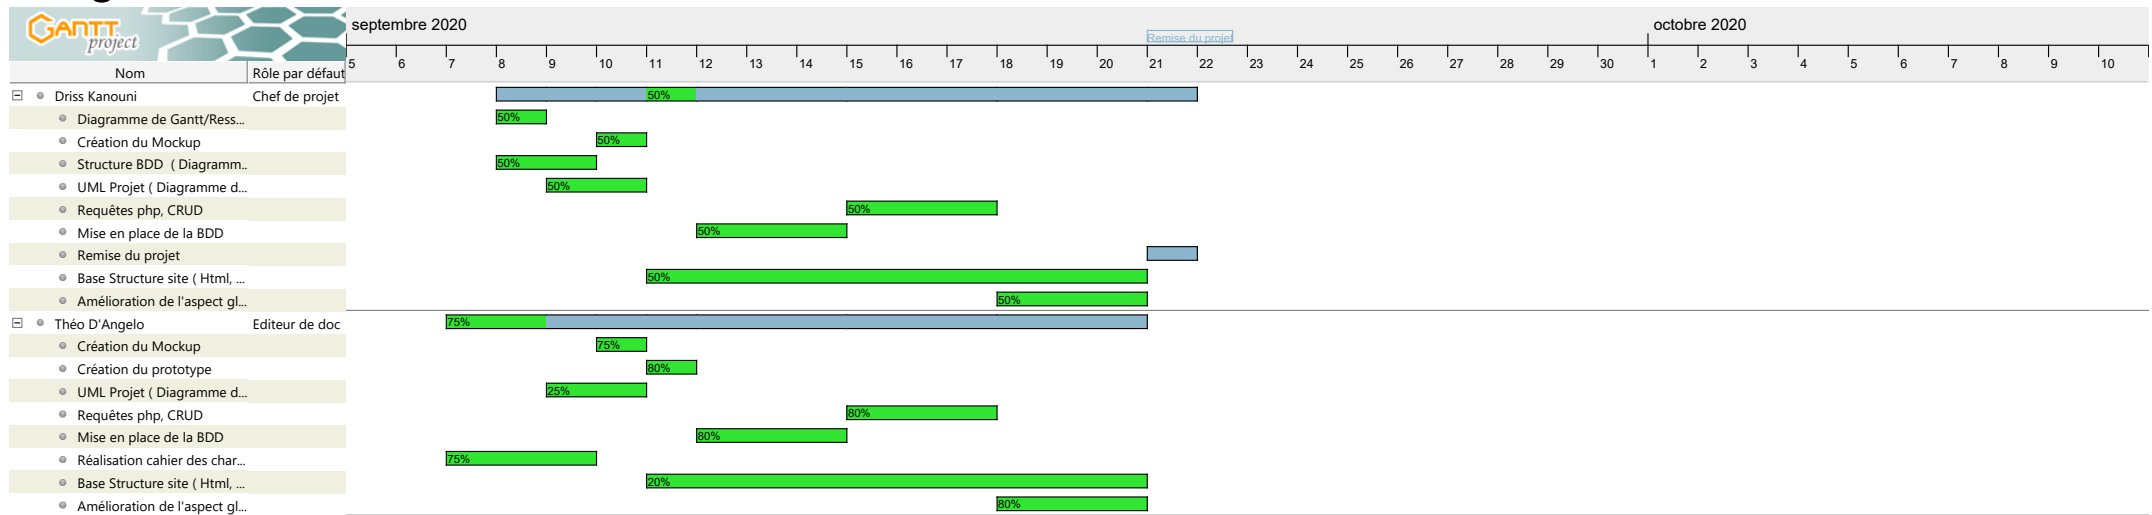 GANTT
project
septembre 2020
octobre 2020
Remise du projet
Nom Rôle par défaut
5 6 7 8 9 10 11 12 13 14 15 16 17 18 19 20 21 22 23 24 25 26 27 28 29 30 1 2 3 4 5 6 7 8 9 10
Driss Kanouni Chef de projet 50%
Diagramme de Gantt/Ress... 50%
Création du Mockup 50%
Structure BDD ( Diagramm.. 50%
UML Projet ( Diagramme d... 50%
Requêtes php, CRUD 50%
Mise en place de la BDD 50%
Remise du projet
Base Structure site ( Html, ... 50%
Amélioration de l'aspect gl... 50%
Théo D'Angelo Editeur de doc 75%
Création du Mockup 75%
Création du prototype 80%
UML Projet ( Diagramme d... 25%
Requêtes php, CRUD 80%
Mise en place de la BDD 80%
Réalisation cahier des char... 75%
Base Structure site ( Html, ... 20%
Amélioration de l'aspect gl... 80%